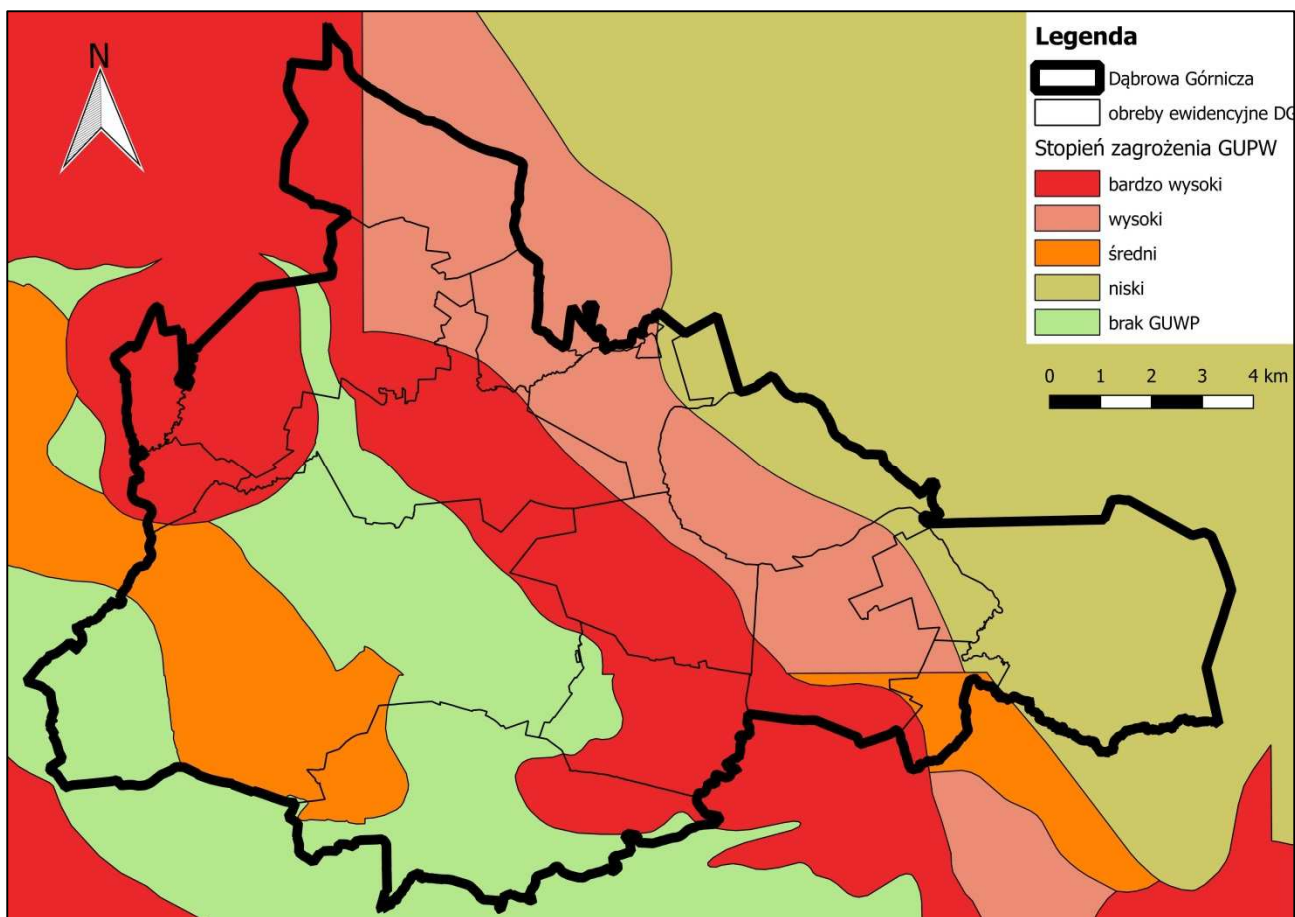 N
Legenda
Dąbrowa Górnicza
obreby ewidencyjne DG
Stopień zagrożenia GUPW
bardzo wysoki
wysoki
średni
niski
brak GUWP
0 1 2 3 4 km